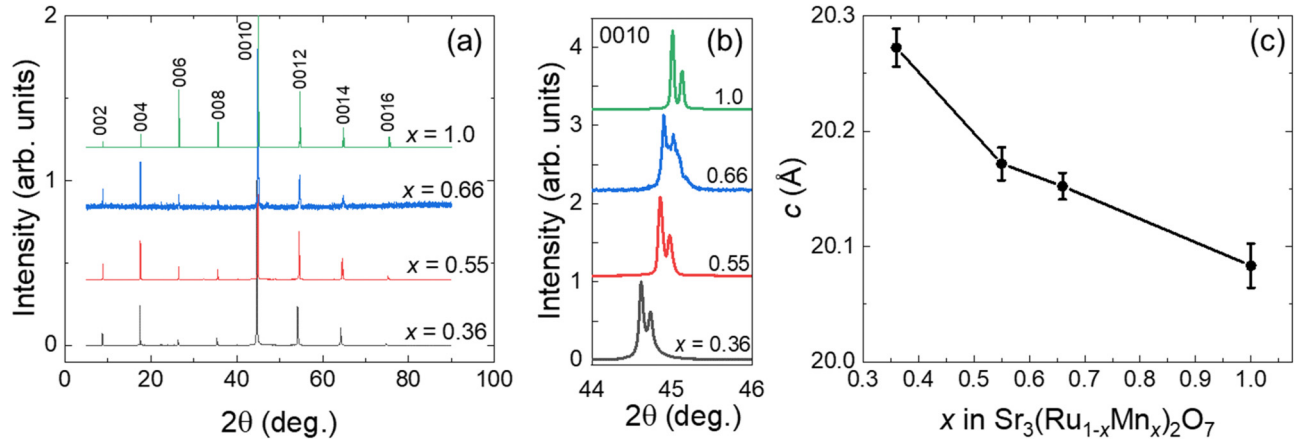 (a)
2
1
0
Intensity (arb. units)
002
004
006
008
0010
0012
0014
0016
x = 1.0
x = 0.66
x = 0.55
x = 0.36
0 20 40 60 80 100
2θ (deg.)
(b)
0010
4
3
2
1
0
Intensity (arb. units)
1.0
0.66
0.55
x = 0.36
44 45 46
2θ (deg.)
(c)
20.3
20.2
20.1
20.0
c (Å)
0.3 0.4 0.5 0.6 0.7 0.8 0.9 1.0
x in Sr₃(Ru₁₋ₓMnₓ)₂O₇